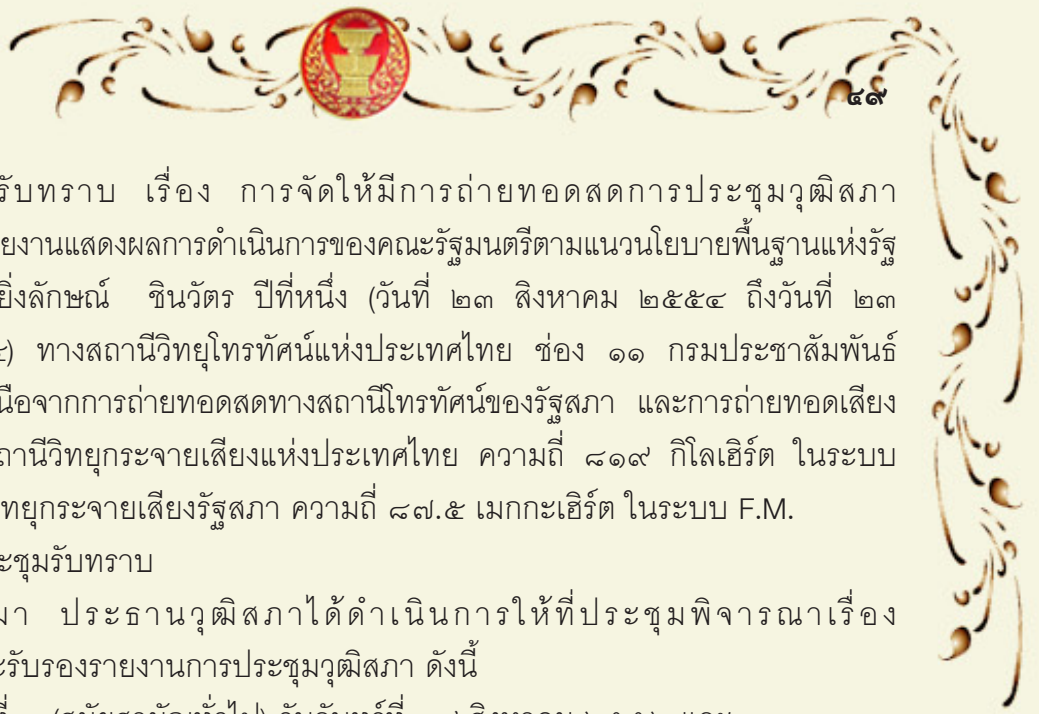 ๔๙
รับทราบ เรื่อง การจัดให้มีการถ่ายทอดสดการประชุมวุฒิสภา
ยงานแสดงผลการดำเนินการของคณะรัฐมนตรีตามแนวนโยบายพื้นฐานแห่งรัฐ
ยิ่งลักษณ์ ชินวัตร ปีที่หนึ่ง (วันที่ ๒๓ สิงหาคม ๒๕๕๔ ถึงวันที่ ๒๓
) ทางสถานีวิทยุโทรทัศน์แห่งประเทศไทย ช่อง ๑๑ กรมประชาสัมพันธ์
นือจากการถ่ายทอดสดทางสถานีโทรทัศน์ของรัฐสภา และการถ่ายทอดเสียง
ถานีวิทยุกระจายเสียงแห่งประเทศไทย ความถี่ ๘๑๙ กิโลเฮิร์ต ในระบบ
ทยุกระจายเสียงรัฐสภา ความถี่ ๘๗.๕ เมกกะเฮิร์ต ในระบบ F.M.
ะชุมรับทราบ
มา ประธานวุฒิสภาได้ดำเนินการให้ที่ประชุมพิจารณาเรื่อง
ะรับรองรายงานการประชุมวุฒิสภา ดังนี้